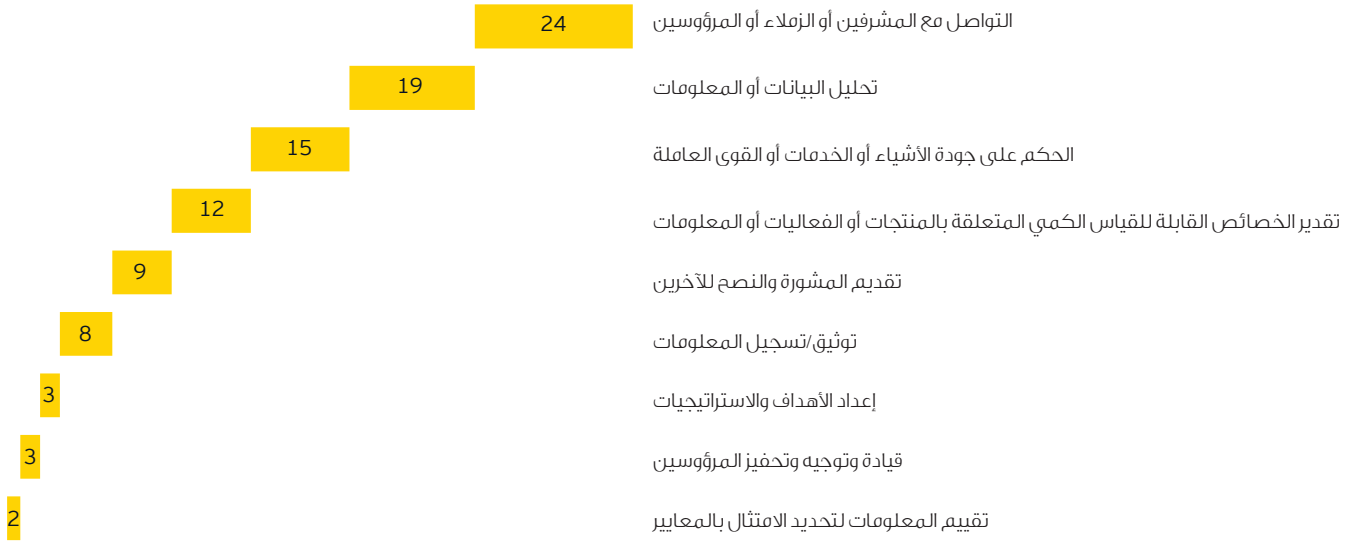 التواصل مع المشرفين أو الزملاء أو المرؤوسين 24
تحليل البيانات أو المعلومات 19
الحكم على جودة الأشياء أو الخدمات أو القوى العاملة 15
تقدير الخصائص القابلة للقياس الكمي المتعلقة بالمنتجات أو الفعاليات أو المعلومات 12
تقديم المشورة والنصح للآخرين 9
توثيق/تسجيل المعلومات 8
إعداد الأهداف والاستراتيجيات 3
قيادة وتوجيه وتحفيز المرؤوسين 3
تقييم المعلومات لتحديد الامتثال بالمعايير 2